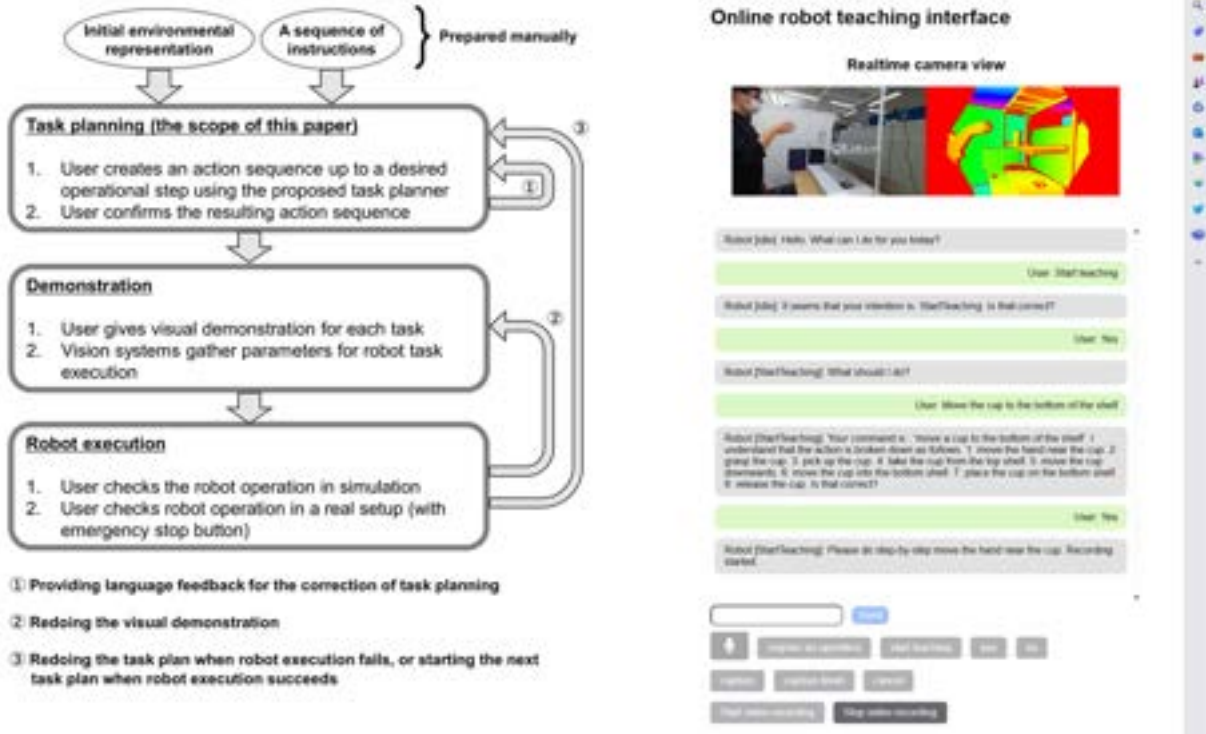 Initial environmental
representation
A sequence of
instructions
Prepared manually
Task planning (the scope of this paper)
1. User creates an action sequence up to a desired
operational step using the proposed task planner
2. User confirms the resulting action sequence
①
③
Demonstration
1. User gives visual demonstration for each task
2. Vision systems gather parameters for robot task
execution
②
Robot execution
1. User checks the robot operation in simulation
2. User checks robot operation in a real setup (with
emergency stop button)
① Providing language feedback for the correction of task planning
② Redoing the visual demonstration
③ Redoing the task plan when robot execution fails, or starting the next
task plan when robot execution succeeds
Online robot teaching interface
Realtime camera view
Robot [Idle]: Hello. What can I do for you today?
User: Start teaching
Robot [Idle]: It seems that your intention is: StartTeaching. Is that correct?
User: Yes
Robot [StartTeaching]: What should I do?
User: Move the cup to the bottom of the shelf
Robot [StartTeaching]: Your command is: 'move a cup to the bottom of the shelf'. I
understand that the action is broken down as follows. 1. move the hand near the cup. 2.
grasp the cup. 3. pick up the cup. 4. take the cup from the top shelf. 5. move the cup
downwards. 6. move the cup into the bottom shelf. 7. place the cup on the bottom shelf.
8. release the cup. Is that correct?
User: Yes
Robot [StartTeaching]: Please do step-by-step move the hand near the cup. Recording
started.
start teaching
yes
no
cancel
Start video recording
Stop video recording